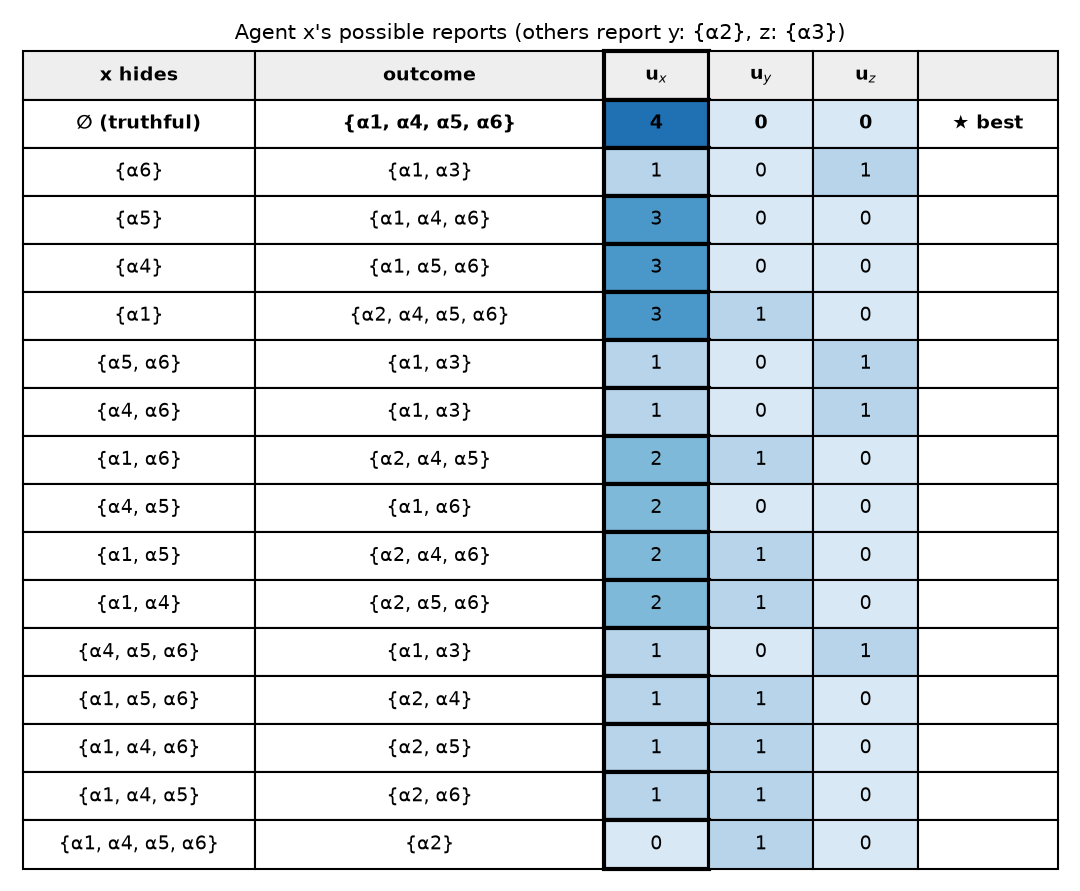 Agent x's possible reports (others report y: {α2}, z: {α3})
x hides outcome uₓ u_y u_z
∅ (truthful) {α1, α4, α5, α6} 4 0 0 ★ best
{α6} {α1, α3} 1 0 1
{α5} {α1, α4, α6} 3 0 0
{α4} {α1, α5, α6} 3 0 0
{α1} {α2, α4, α5, α6} 3 1 0
{α5, α6} {α1, α3} 1 0 1
{α4, α6} {α1, α3} 1 0 1
{α1, α6} {α2, α4, α5} 2 1 0
{α4, α5} {α1, α6} 2 0 0
{α1, α5} {α2, α4, α6} 2 1 0
{α1, α4} {α2, α5, α6} 2 1 0
{α4, α5, α6} {α1, α3} 1 0 1
{α1, α5, α6} {α2, α4} 1 1 0
{α1, α4, α6} {α2, α5} 1 1 0
{α1, α4, α5} {α2, α6} 1 1 0
{α1, α4, α5, α6} {α2} 0 1 0